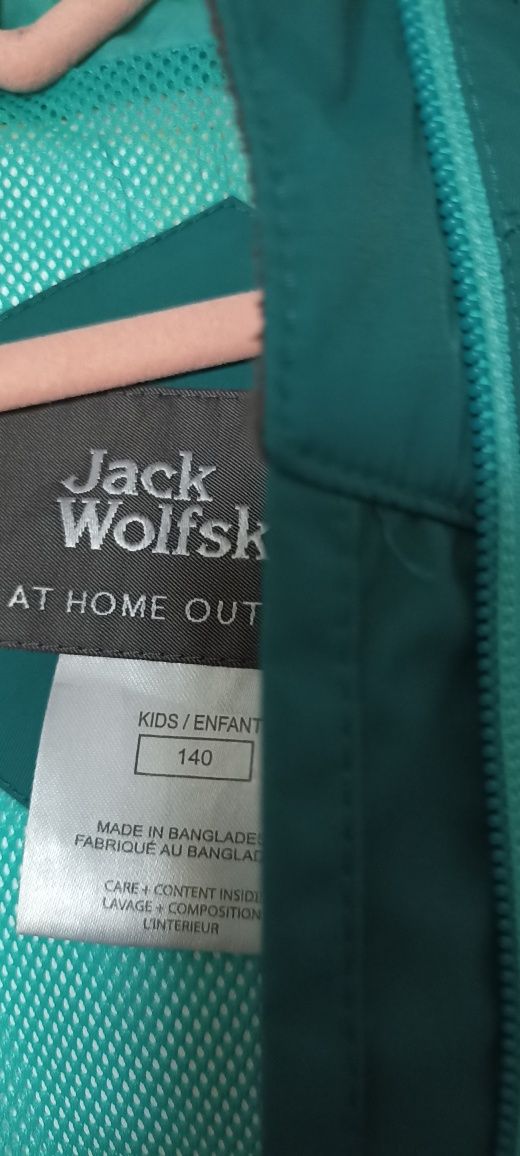 Jack
Wolfsk
AT HOME OUT
KIDS / ENFANT
140
MADE IN BANGLADES
FABRIQUÉ AU BANGLAD
CARE + CONTENT INSIDE
LAVAGE + COMPOSITION
L'INTERIEUR